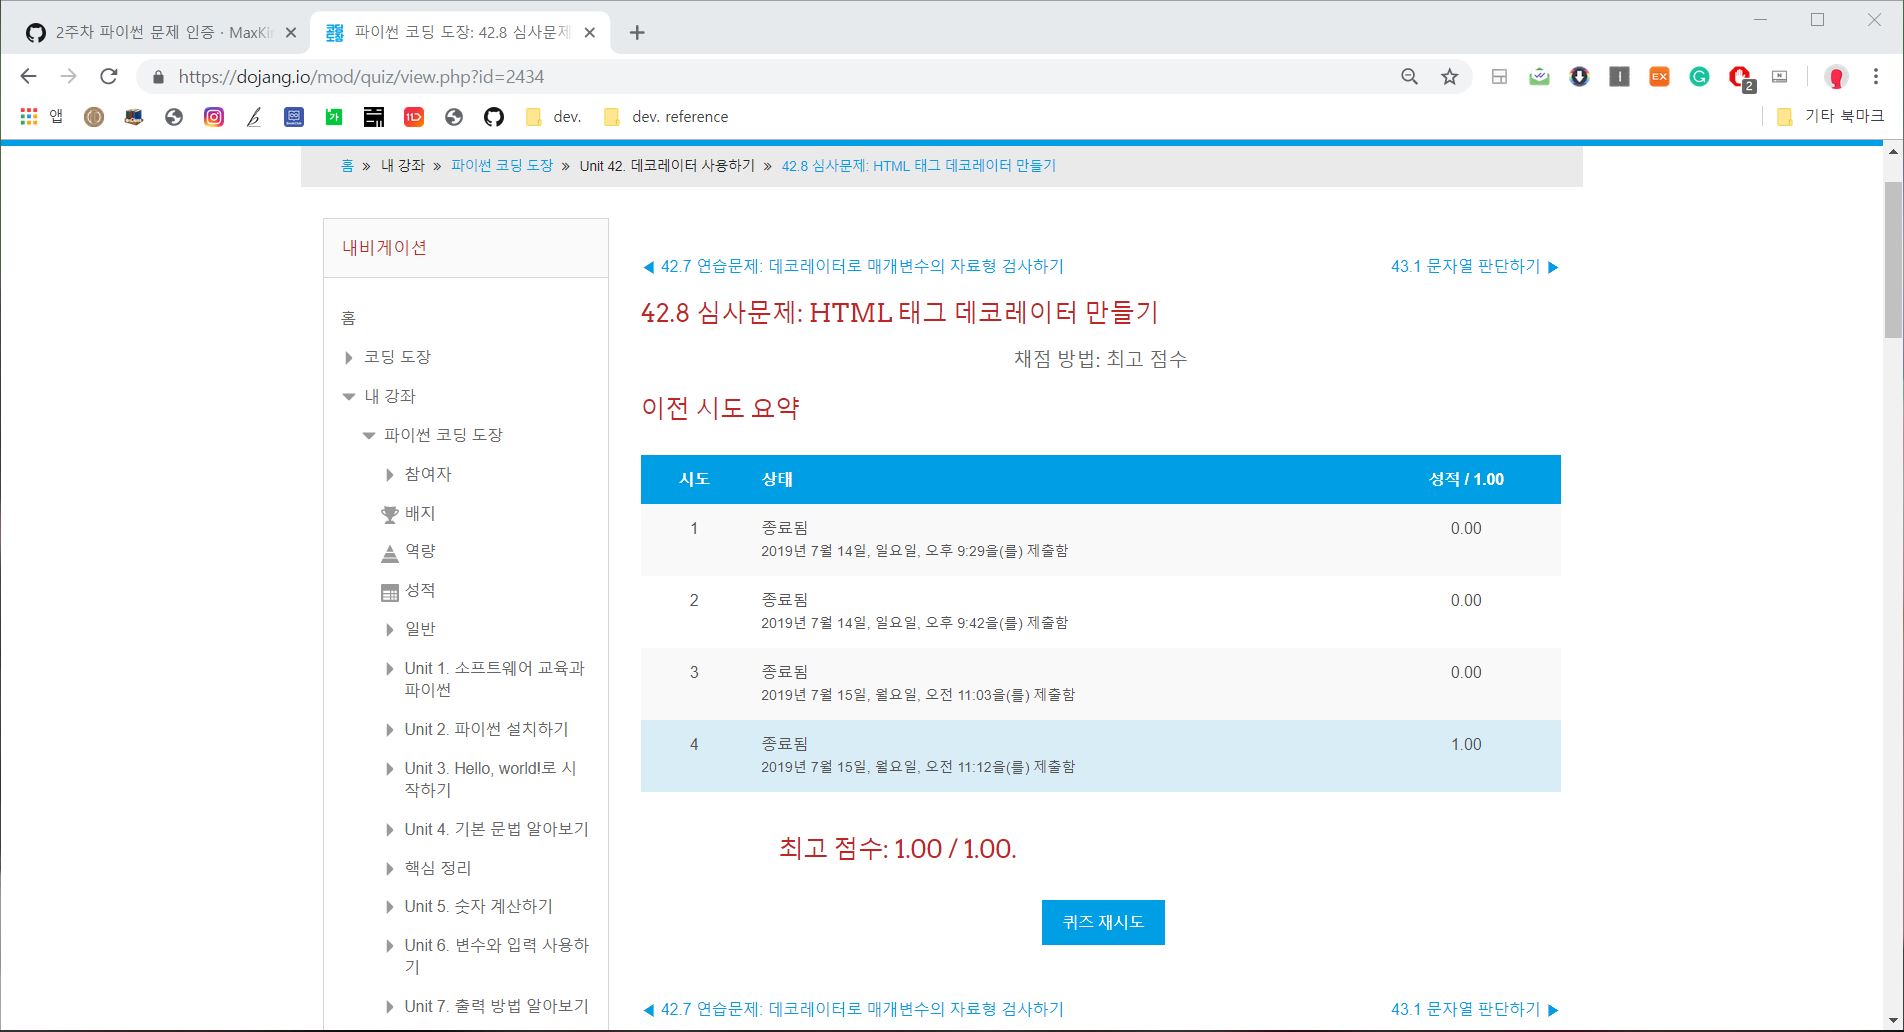 2주차 파이썬 문제 인증 · MaxKi
파이썬 코딩 도장: 42.8 심사문제
https://dojang.io/mod/quiz/view.php?id=2434
EX
2
앱
가
11
dev.
dev. reference
기타 북마크
홈 » 내 강좌 » 파이썬 코딩 도장 » Unit 42. 데코레이터 사용하기 » 42.8 심사문제: HTML 태그 데코레이터 만들기
내비게이션
홈
코딩 도장
내 강좌
파이썬 코딩 도장
참여자
배지
역량
성적
일반
Unit 1. 소프트웨어 교육과
파이썬
Unit 2. 파이썬 설치하기
Unit 3. Hello, world!로 시
작하기
Unit 4. 기본 문법 알아보기
핵심 정리
Unit 5. 숫자 계산하기
Unit 6. 변수와 입력 사용하
기
Unit 7. 출력 방법 알아보기
◀ 42.7 연습문제: 데코레이터로 매개변수의 자료형 검사하기
43.1 문자열 판단하기 ▶
42.8 심사문제: HTML 태그 데코레이터 만들기
채점 방법: 최고 점수
이전 시도 요약
시도 상태 성적 / 1.00
1 종료됨 0.00
2019년 7월 14일, 일요일, 오후 9:29을(를) 제출함
2 종료됨 0.00
2019년 7월 14일, 일요일, 오후 9:42을(를) 제출함
3 종료됨 0.00
2019년 7월 15일, 월요일, 오전 11:03을(를) 제출함
4 종료됨 1.00
2019년 7월 15일, 월요일, 오전 11:12을(를) 제출함
최고 점수: 1.00 / 1.00.
퀴즈 재시도
◀ 42.7 연습문제: 데코레이터로 매개변수의 자료형 검사하기
43.1 문자열 판단하기 ▶